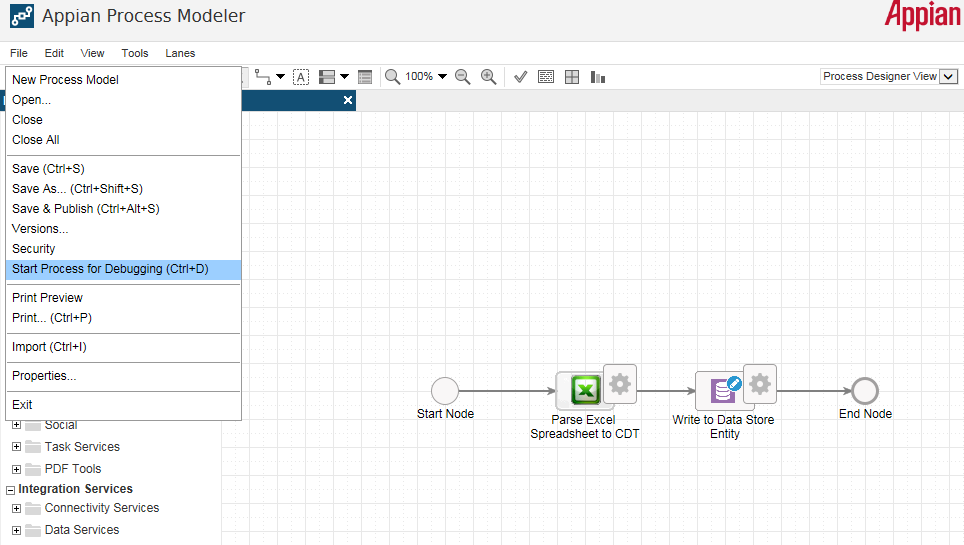 Appian Process Modeler
Appian
File Edit View Tools Lanes
A 100% Process Designer View
New Process Model
Open...
Close
Close All
Save (Ctrl+S)
Save As... (Ctrl+Shift+S)
Save & Publish (Ctrl+Alt+S)
Versions...
Security
Start Process for Debugging (Ctrl+D)
Print Preview
Print... (Ctrl+P)
Import (Ctrl+I)
Properties...
Exit
Social
Task Services
PDF Tools
Integration Services
Connectivity Services
Data Services
Start Node
Parse Excel
Spreadsheet to CDT
Write to Data Store
Entity
End Node